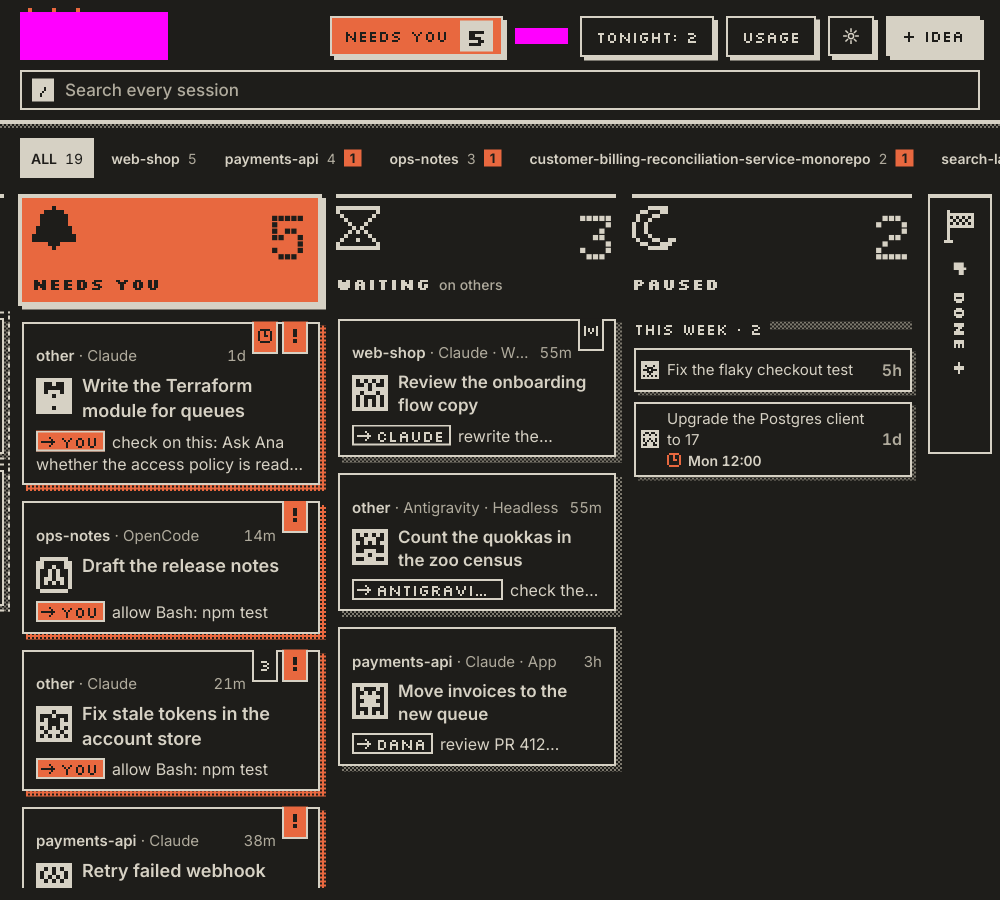 NEEDS YOU 5
TONIGHT: 2
USAGE
+ IDEA
/ Search every session
ALL 19
web-shop 5
payments-api 4 1
ops-notes 3 1
customer-billing-reconciliation-service-monorepo 2 1
5
NEEDS YOU
other · Claude 1d !
Write the Terraform
module for queues
→ YOU check on this: Ask Ana
whether the access policy is read…
ops-notes · OpenCode 14m !
Draft the release notes
→ YOU allow Bash: npm test
other · Claude 21m 3 !
Fix stale tokens in the
account store
→ YOU allow Bash: npm test
payments-api · Claude 38m !
Retry failed webhook
3
WAITING on others
web-shop · Claude · W… 55m
Review the onboarding
flow copy
→ CLAUDE rewrite the…
other · Antigravity · Headless 55m
Count the quokkas in
the zoo census
→ ANTIGRAVI… check the…
payments-api · Claude · App 3h
Move invoices to the
new queue
→ DANA review PR 412…
2
PAUSED
THIS WEEK · 2
Fix the flaky checkout test 5h
Upgrade the Postgres client
to 17 1d
Mon 12:00
4 DONE +